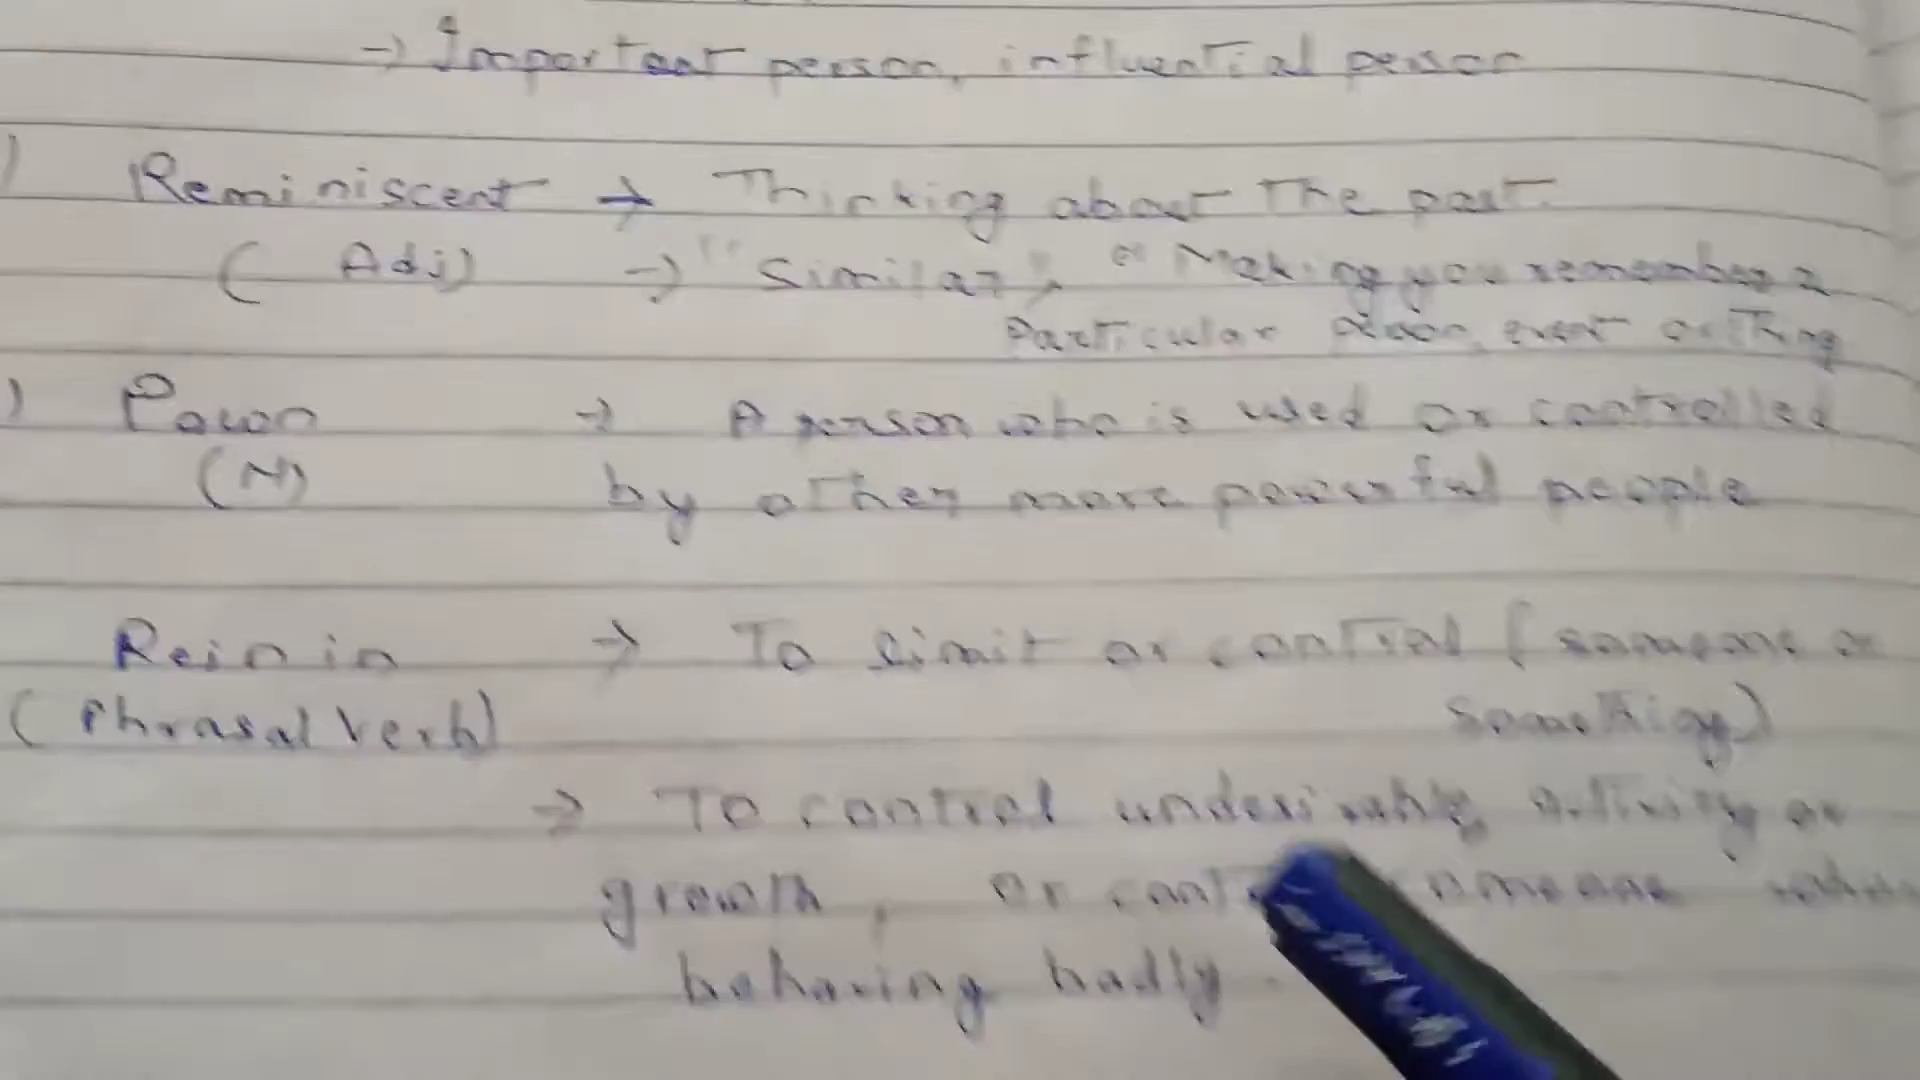 → Important person, influential person
) Reminiscent → Thinking about the past.
(Adj) → "Similar", "Making you remember a
Particular person, event or thing
) Pawn → A person who is used or controlled
(N) by other more powerful people
Rein in → To limit or control (someone or
something)
(Phrasal Verb)
→ To control undesirable activity or
growth, or someone
behaving badly.